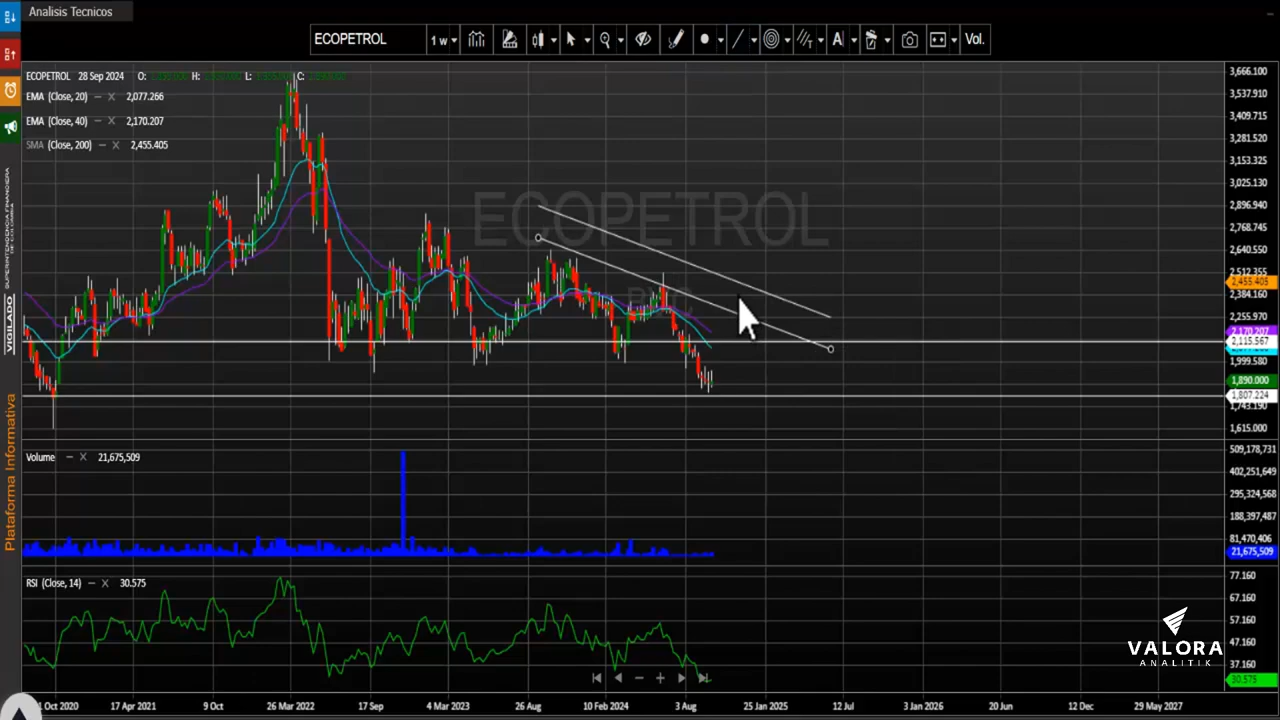 Analisis Tecnicos
ECOPETROL
1 w
A
Vol.
ECOPETROL 28 Sep 2024 O: H: L: C:
EMA (Close, 20) – X 2,077.266
EMA (Close, 40) – X 2,170.207
SMA (Close, 200) – X 2,455.405
ECOPETROL
BVC
3,666.100
3,537.910
3,409.715
3,281.520
3,153.325
3,025.130
2,896.940
2,768.745
2,640.550
2,512.355
2,455.405
2,384.160
2,255.970
2,170.207
2,115.567
1,999.580
1,890.000
1,807.224
1,743.190
1,615.000
Volume – X 21,675,509
509,178,731
402,251,649
295,324,568
188,397,487
81,470,406
21,675,509
RSI (Close, 14) – X 30.575
77.160
67.160
57.160
47.160
37.160
30.575
VALORA
ANALITIK
Oct 2020
17 Apr 2021
9 Oct
26 Mar 2022
17 Sep
4 Mar 2023
26 Aug
10 Feb 2024
3 Aug
25 Jan 2025
12 Jul
3 Jan 2026
20 Jun
12 Dec
29 May 2027
VIGILADO
SUPERINTENDENCIA FINANCIERA
DE COLOMBIA
Plataforma Informativa